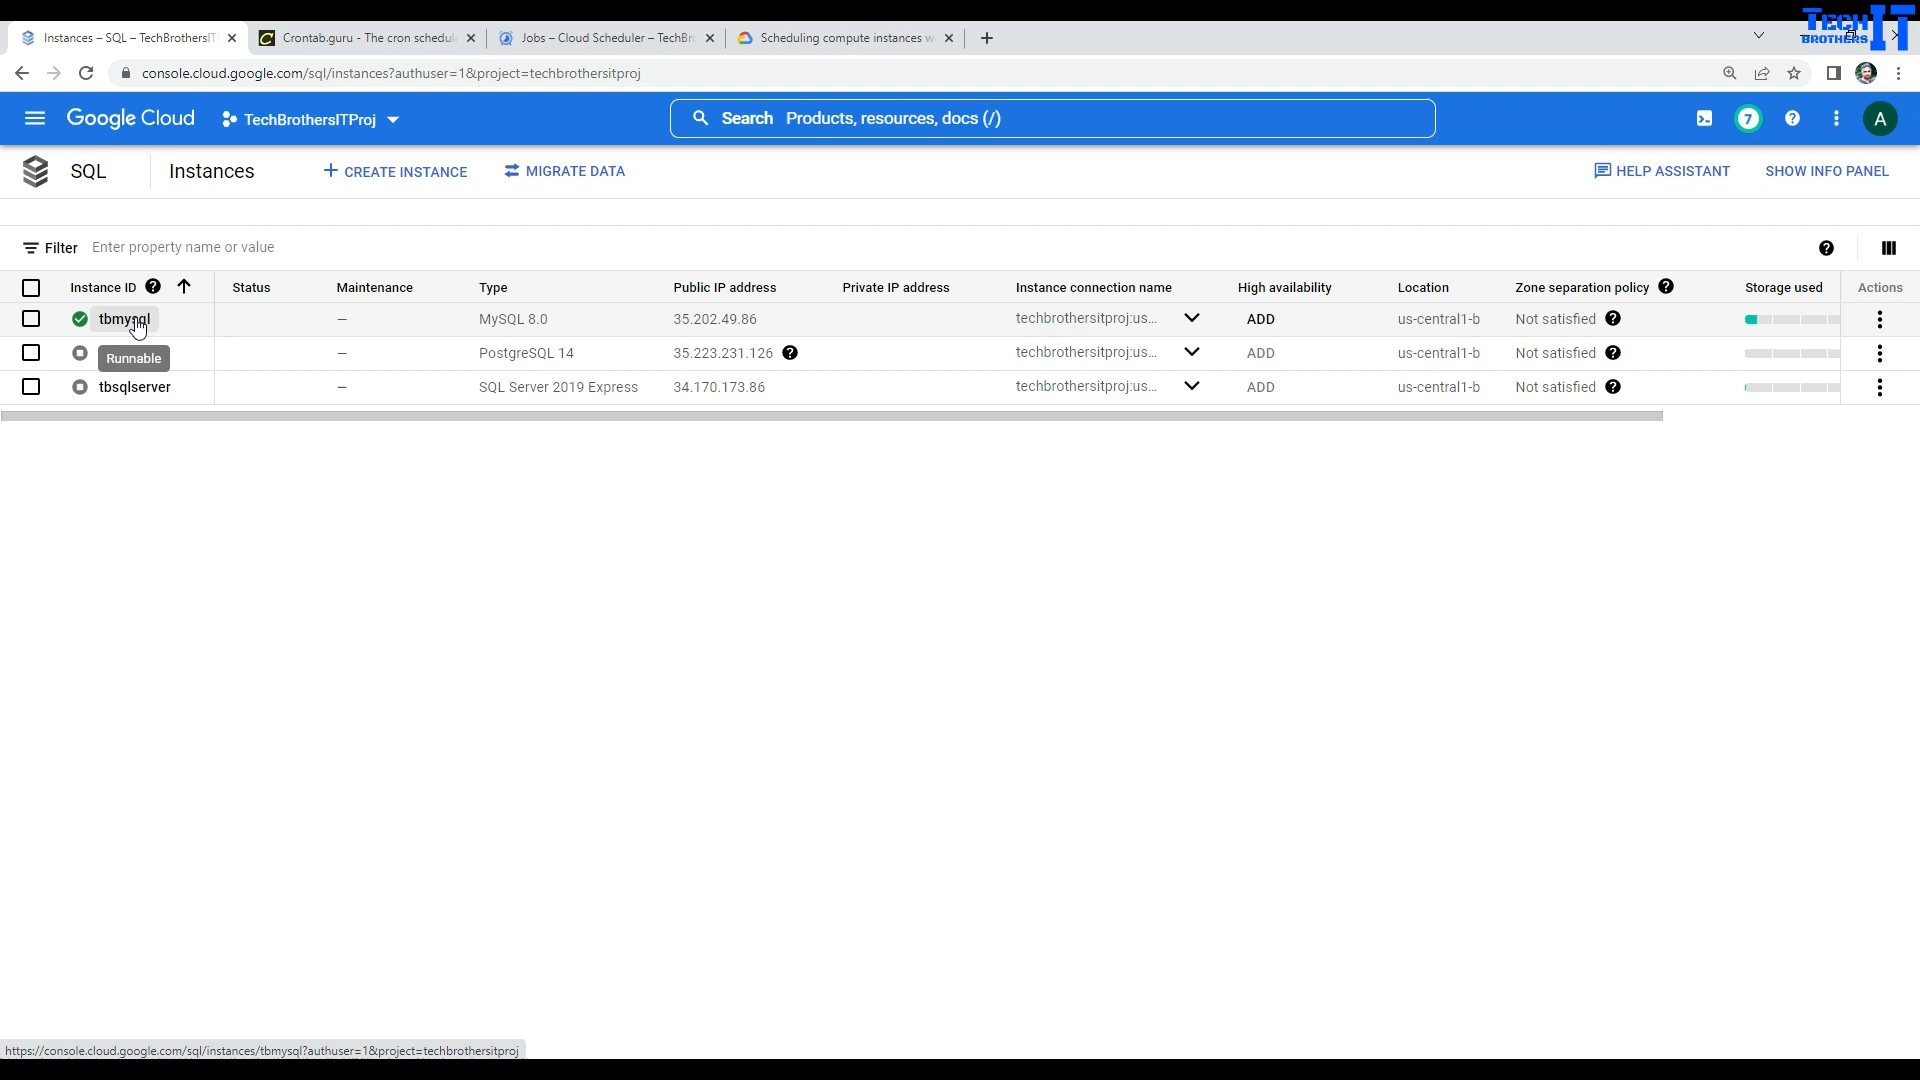 TECH IT
BROTHERS
Instances – SQL – TechBrothersIT
Crontab.guru - The cron schedule
Jobs – Cloud Scheduler – TechBro
Scheduling compute instances w
console.cloud.google.com/sql/instances?authuser=1&project=techbrothersitproj
Google Cloud
TechBrothersITProj
Search Products, resources, docs (/)
7
A
SQL
Instances
CREATE INSTANCE
MIGRATE DATA
HELP ASSISTANT
SHOW INFO PANEL
Filter Enter property name or value
Instance ID Status Maintenance Type Public IP address Private IP address Instance connection name High availability Location Zone separation policy Storage used Actions
tbmysql – MySQL 8.0 35.202.49.86 techbrothersitproj:us... ADD us-central1-b Not satisfied
Runnable – PostgreSQL 14 35.223.231.126 techbrothersitproj:us... ADD us-central1-b Not satisfied
tbsqlserver – SQL Server 2019 Express 34.170.173.86 techbrothersitproj:us... ADD us-central1-b Not satisfied
https://console.cloud.google.com/sql/instances/tbmysql?authuser=1&project=techbrothersitproj